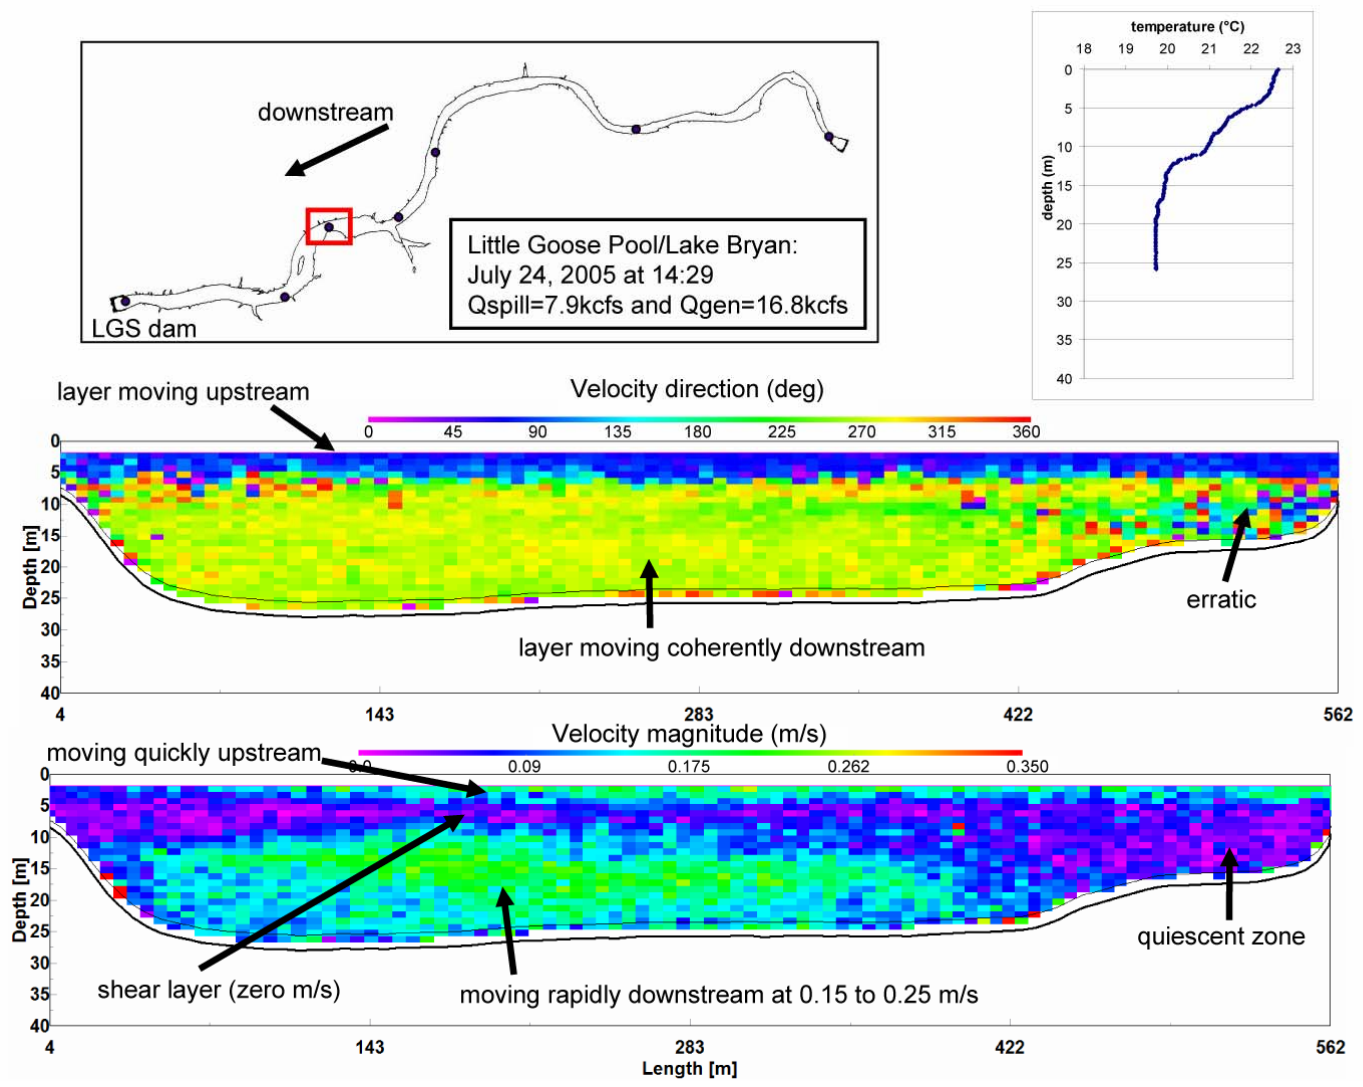 temperature (°C)
18 19 20 21 22 23
0
5
10
15
20
25
30
35
40
depth (m)
downstream
Little Goose Pool/Lake Bryan:
July 24, 2005 at 14:29
Qspill=7.9kcfs and Qgen=16.8kcfs
LGS dam
layer moving upstream
Velocity direction (deg)
0 45 90 135 180 225 270 315 360
0
5
10
15
20
25
30
35
40
Depth [m]
erratic
layer moving coherently downstream
4 143 283 422 562
moving quickly upstream
Velocity magnitude (m/s)
0.0 0.09 0.175 0.262 0.350
0
5
10
15
20
25
30
35
40
Depth [m]
quiescent zone
shear layer (zero m/s)
moving rapidly downstream at 0.15 to 0.25 m/s
4 143 283 422 562
Length [m]